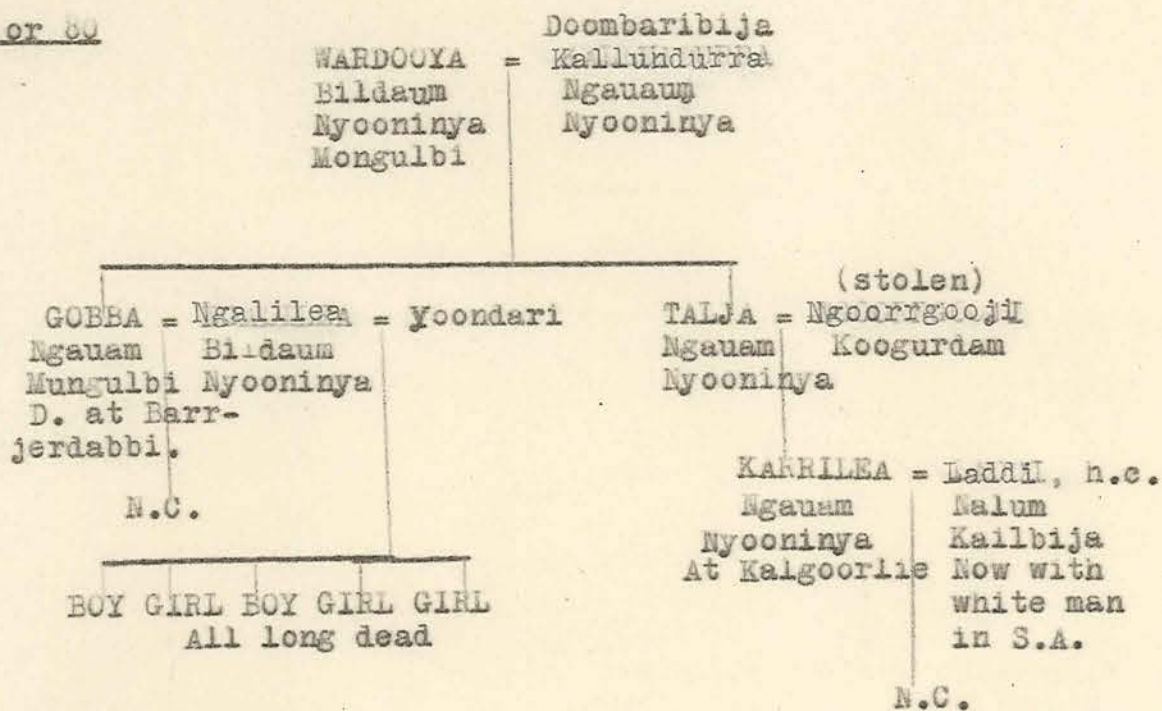 or 80
Doombaribija
WARDOOYA = Kallundurra
Bildaum Ngauaum
Nyooninya Nyooninya
Mongulbi
(stolen)
GOBBA = Ngalilea = Yoondari TALJA = Ngoorrgooji
Ngauam Bildaum Ngauam Koogurdam
Mungulbi Nyooninya Nyooninya
D. at Barr-
jerdabbi.
KARRILEA = Laddi, n.c.
N.C. Ngauam Nalum
Nyooninya Kailbija
At Kalgoorlie Now with
BOY GIRL BOY GIRL GIRL white man
All long dead in S.A.
N.C.